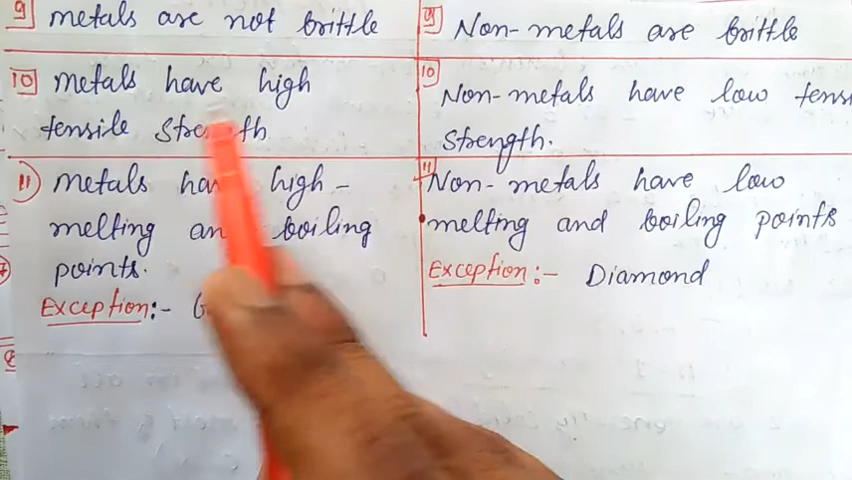 9] metals are not brittle
10] metals have high
tensile
11) metals high-
melting and boiling
points.
Exception:-
9] Non-metals are brittle
10] Non-metals have low
strength.
11 Non-metals have low
melting and boiling points
Exception:- Diamond